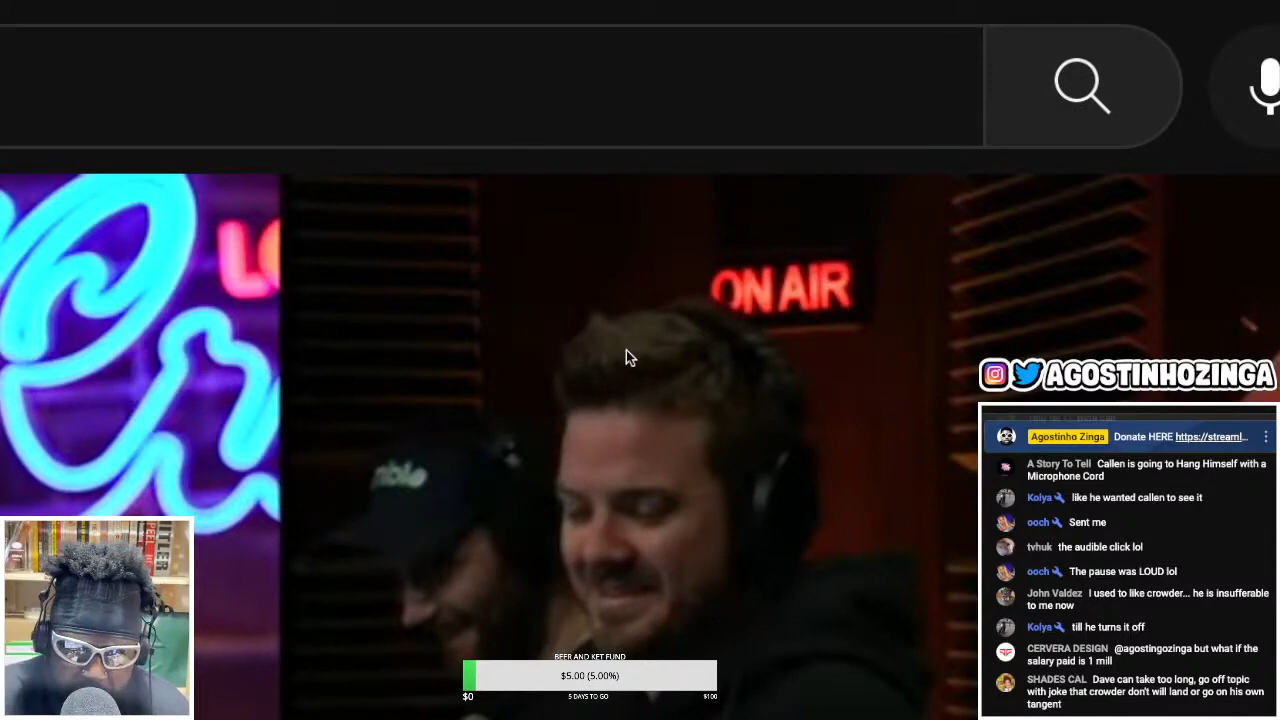 ON AIR
AGOSTINHOZINGA
Agostinho Zinga Donate HERE https://streaml...
A Story To Tell Callen is going to Hang Himself with a
Microphone Cord
Kolya like he wanted callen to see it
ooch Sent me
tvhuk the audible click lol
ooch The pause was LOUD lol
John Valdez I used to like crowder... he is insufferable
to me now
Kolya till he turns it off
CERVERA DESIGN @agostingozinga but what if the
salary paid is 1 mill
SHADES CAL Dave can take too long, go off topic
with joke that crowder don't will land or go on his own
tangent
BEER AND KET FUND
$5.00 (5.00%)
$0 5 DAYS TO GO $100